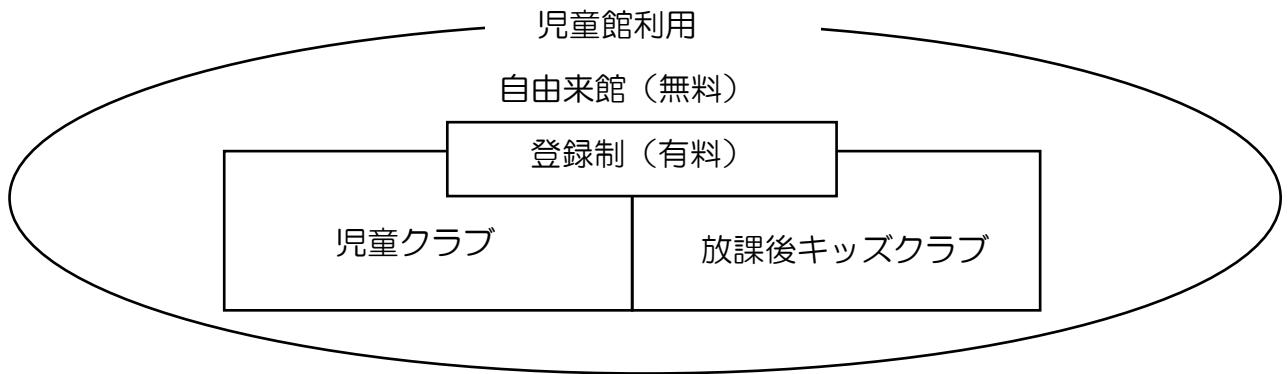 児童館利用
自由来館（無料）
登録制（有料）
児童クラブ
放課後キッズクラブ